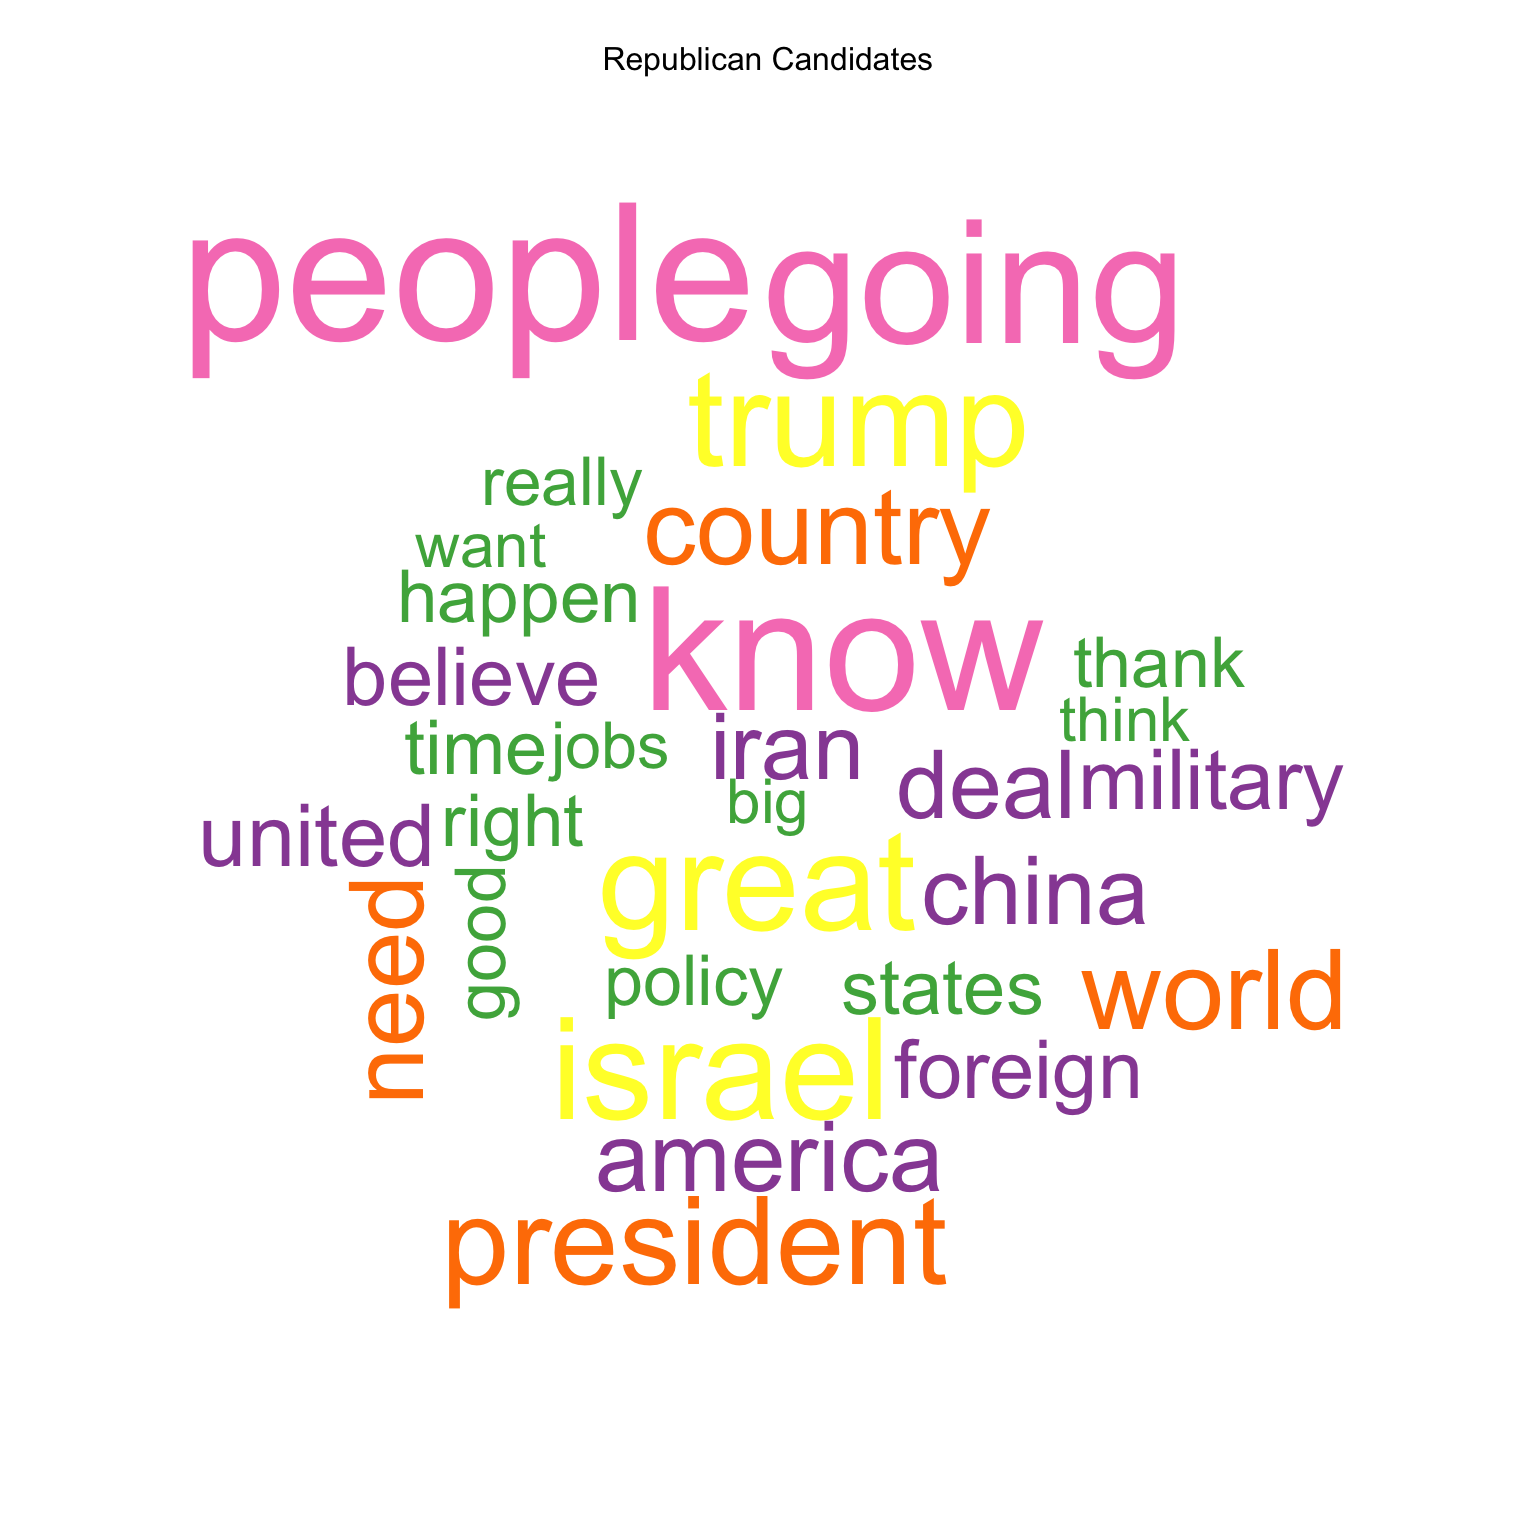 Republican Candidates
people going
trump
really
country
want
happen
know
believe
thank
think
time jobs iran
deal military
big
united right
great china
need good
policy states world
israel foreign
america
president